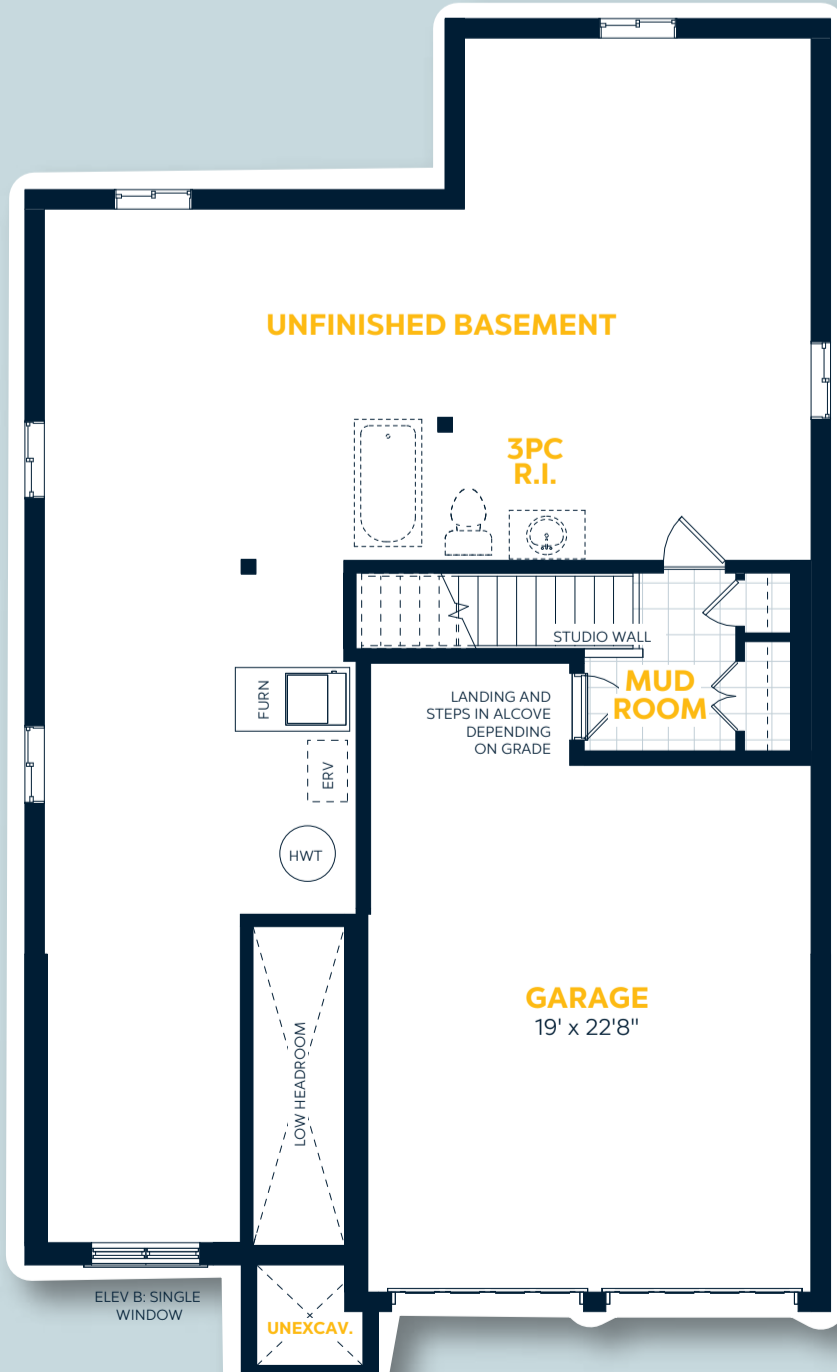 UNFINISHED BASEMENT
3PC
R.I.
STUDIO WALL
MUD
ROOM
LANDING AND
STEPS IN ALCOVE
DEPENDING
ON GRADE
FURN
ERV
HWT
GARAGE
19' x 22'8"
LOW HEADROOM
ELEV B: SINGLE
WINDOW
UNEXCAV.